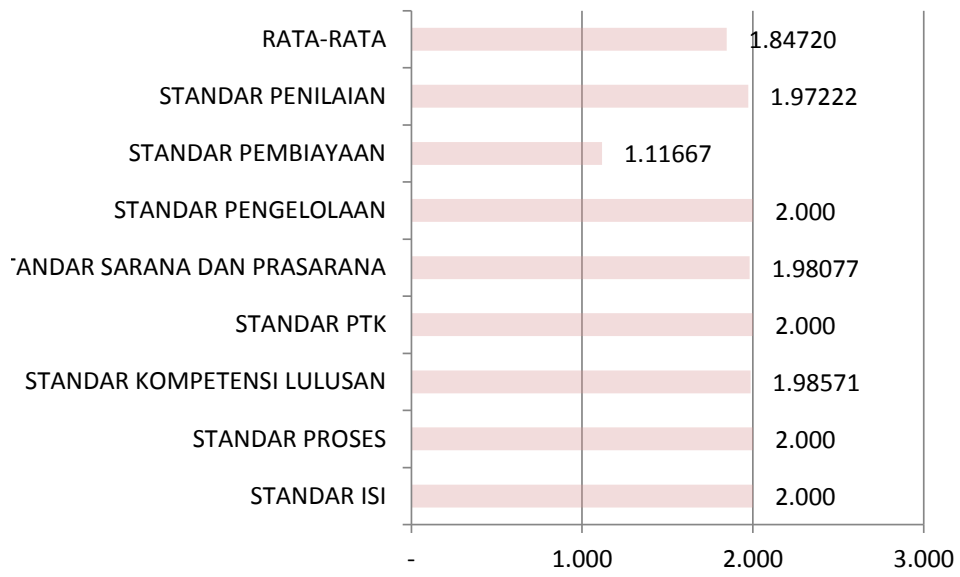 RATA-RATA 1.84720
STANDAR PENILAIAN 1.97222
STANDAR PEMBIAYAAN 1.11667
STANDAR PENGELOLAAN 2.000
TANDAR SARANA DAN PRASARANA 1.98077
STANDAR PTK 2.000
STANDAR KOMPETENSI LULUSAN 1.98571
STANDAR PROSES 2.000
STANDAR ISI 2.000
- 1.000 2.000 3.000